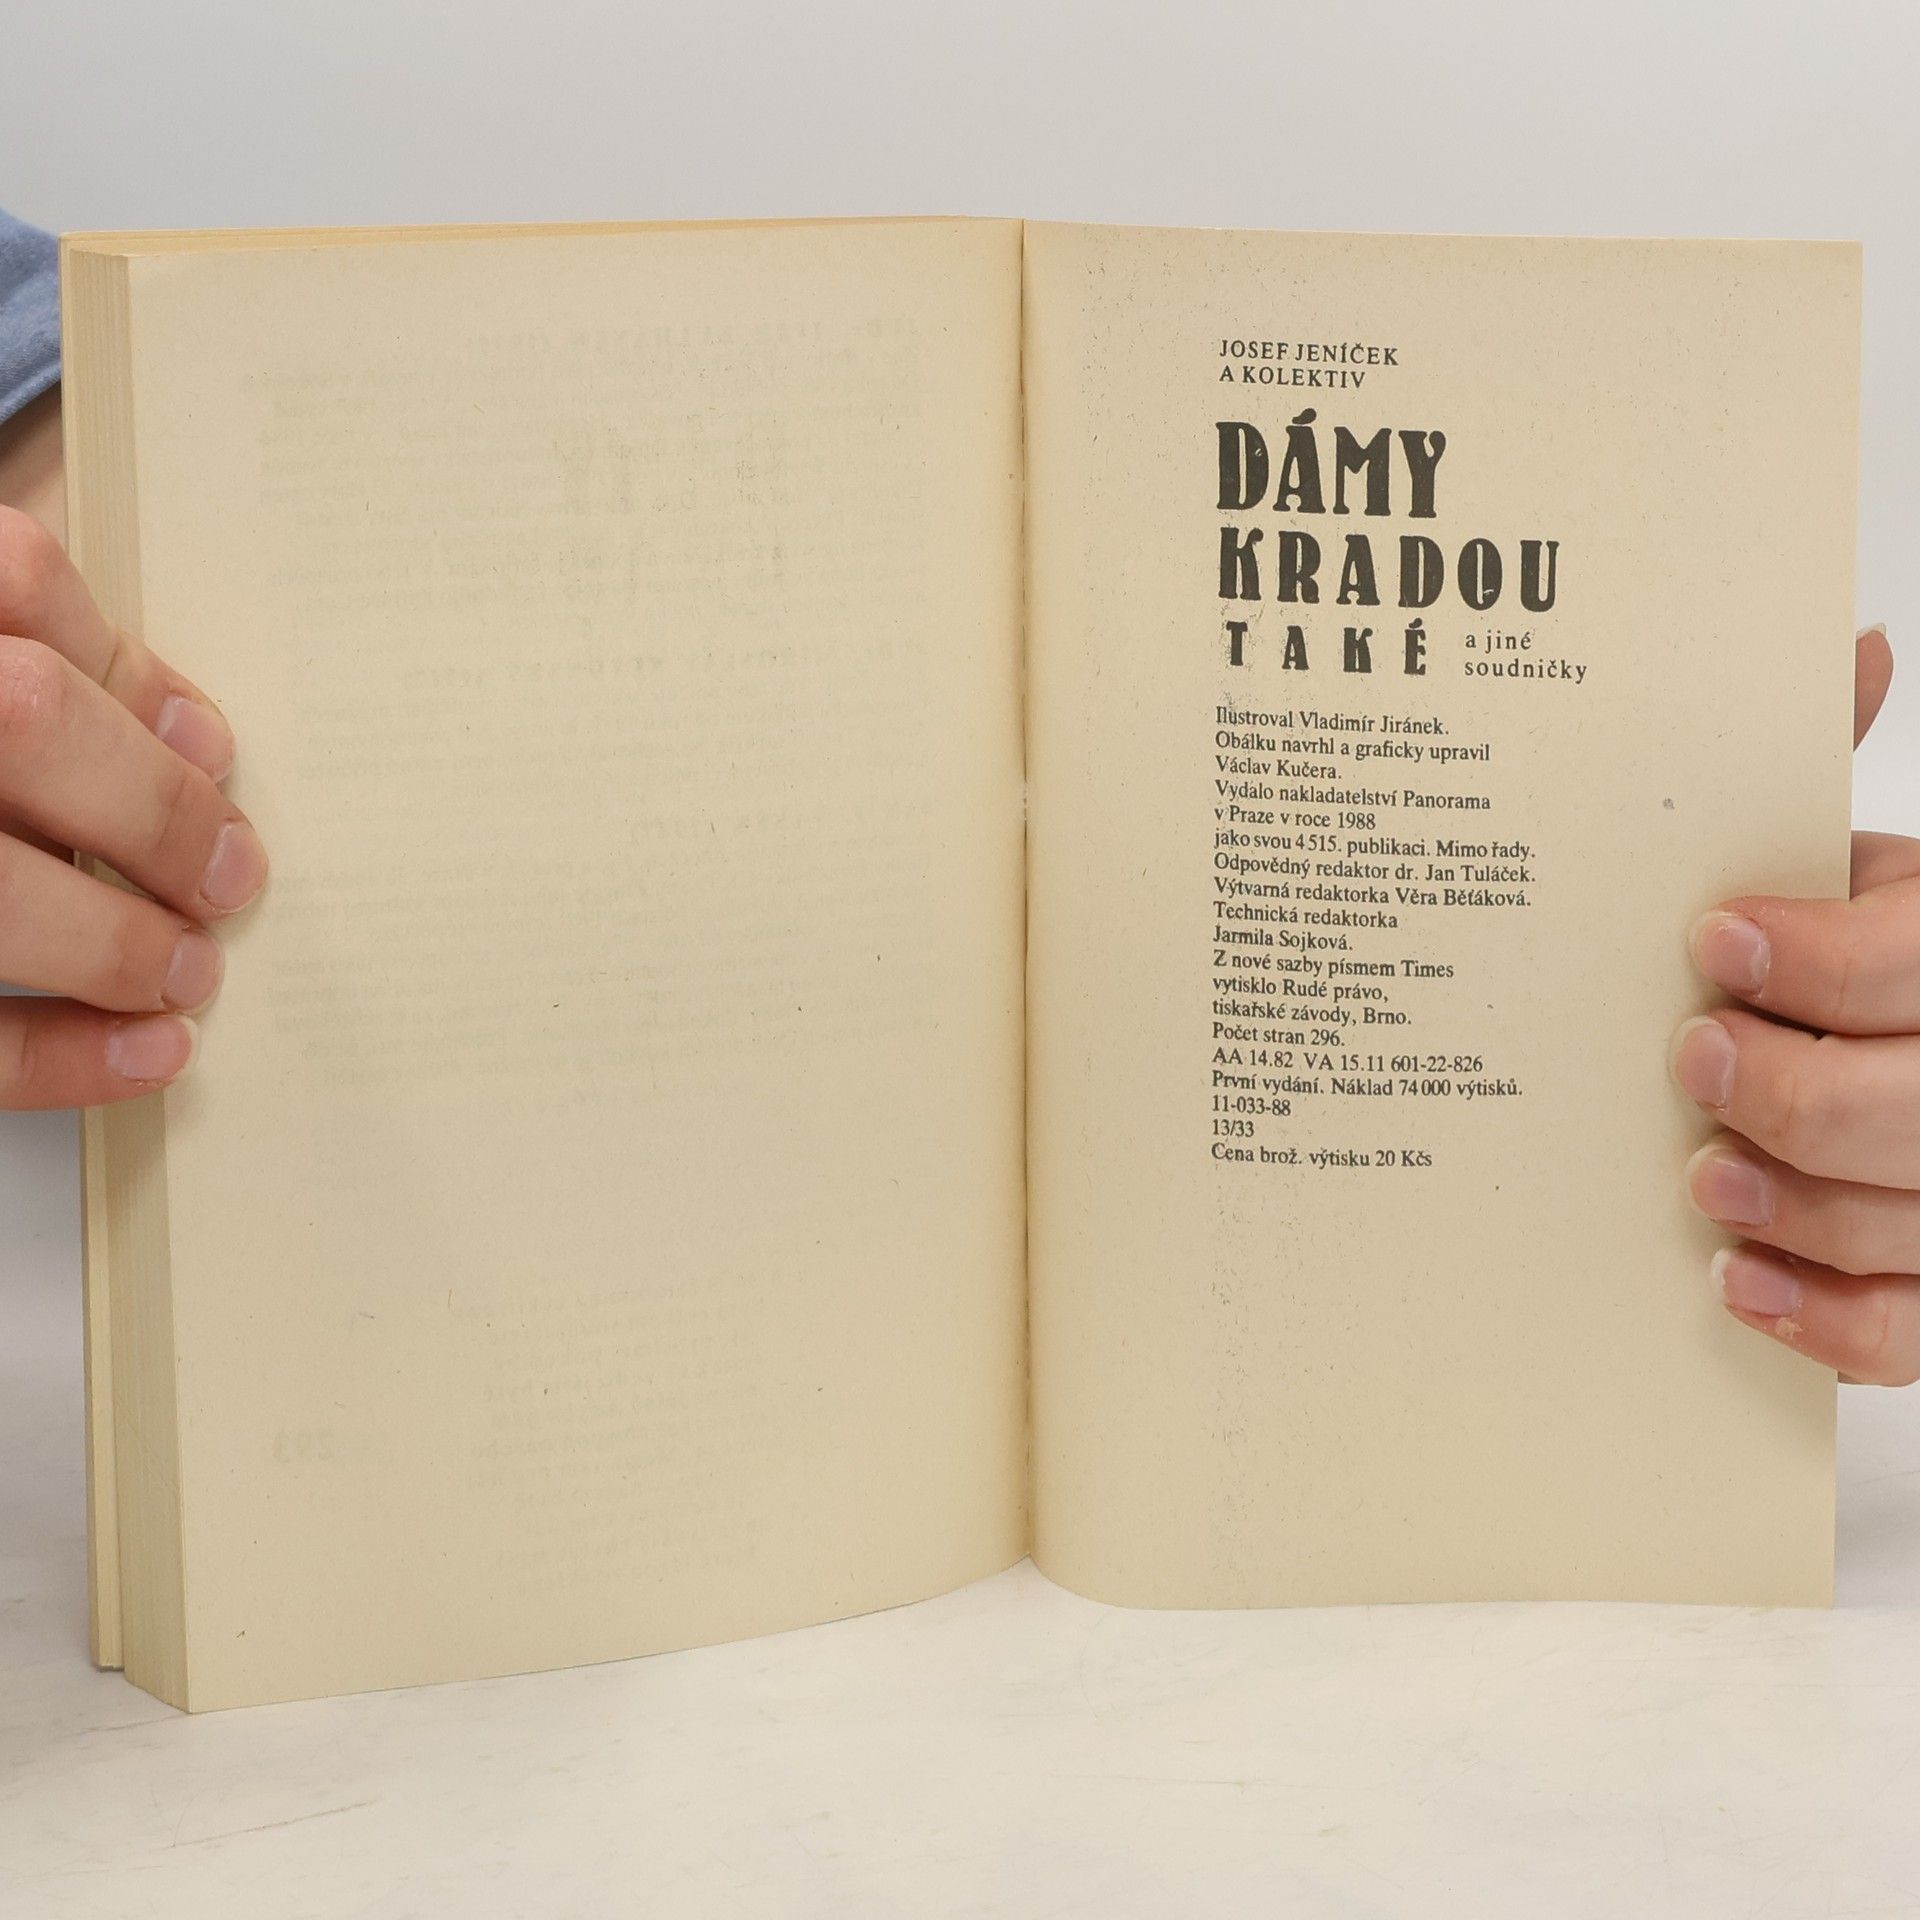 JOSEF JENÍČEK
A KOLEKTIV
DÁMY
KRADOU
TAKÉ
a jiné
soudničky
Ilustroval Vladimír Jiránek.
Obálku navrhl a graficky upravil
Václav Kučera.
Vydalo nakladatelství Panorama
v Praze v roce 1988
jako svou 4515. publikaci. Mimo řady.
Odpovědný redaktor dr. Jan Tuláček.
Výtvarná redaktorka Věra Běťáková.
Technická redaktorka
Jarmila Sojková.
Z nové sazby písmem Times
vytisklo Rudé právo,
tiskařské závody, Brno.
Počet stran 296.
AA 14.82 VA 15.11 601-22-826
První vydání. Náklad 74000 výtisků.
11-033-88
13/33
Cena brož. výtisku 20 Kčs